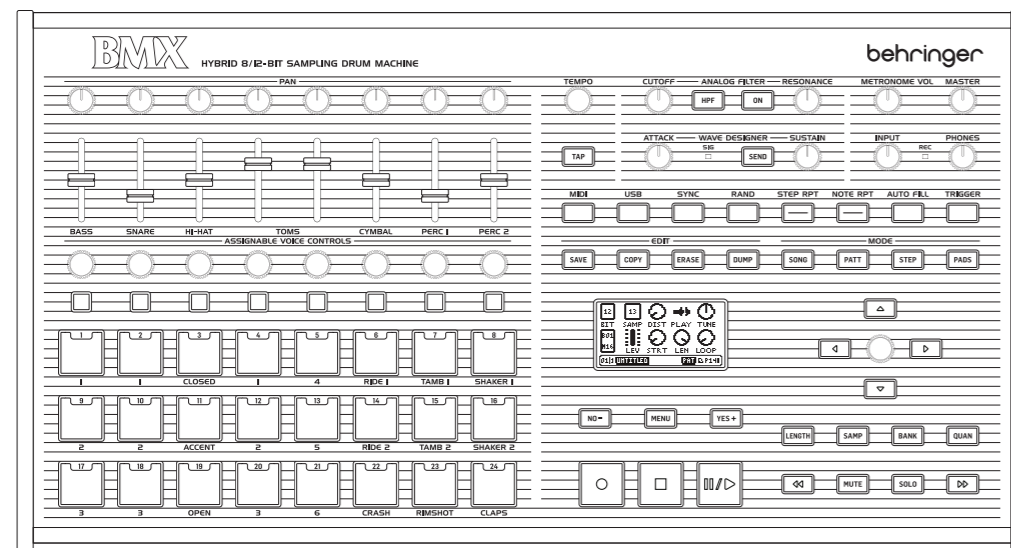 BMX HYBRID 8/12-BIT SAMPLING DRUM MACHINE
behringer
PAN
TEMPO
CUTOFF ANALOG FILTER RESONANCE
METRONOME VOL MASTER
HPF ON
ATTACK WAVE DESIGNER SUSTAIN
INPUT PHONES
SIG
REC
TAP
SEND
MIDI USB SYNC RAND STEP RPT NOTE RPT AUTO FILL TRIGGER
BASS SNARE HI-HAT TOMS CYMBAL PERC 1 PERC 2
ASSIGNABLE VOICE CONTROLS
EDIT MODE
SAVE COPY ERASE DUMP SONG PATT STEP PADS
12 13
BIT SAMP DIST PLAY TUNE
B01
M16
LEV STRT LEN LOOP
UNTITLED PAT
1 2 3 4 5 6 7 8
1 1 CLOSED 1 4 RIDE 1 TAMB 1 SHAKER 1
9 10 11 12 13 14 15 16
2 2 ACCENT 2 5 RIDE 2 TAMB 2 SHAKER 2
17 18 19 20 21 22 23 24
3 3 OPEN 3 6 CRASH RIMSHOT CLAPS
NO- MENU YES+
LENGTH SAMP BANK QUAN
MUTE SOLO